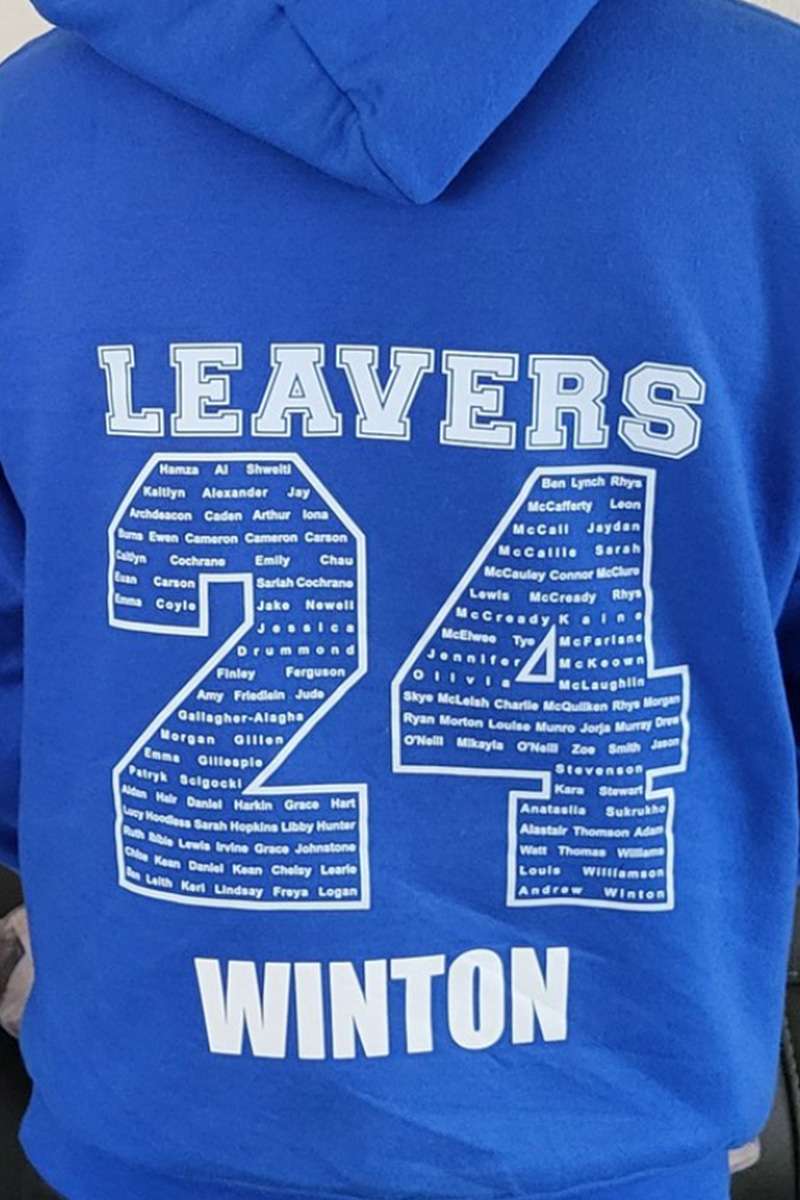 LEAVERS
Hamza Al Shweiti
Kaitlyn Alexander Jay
Archdeacon Caden Arthur Iona
Burns Ewen Cameron Cameron Carson
Caitlyn Cochrane Emily Chau
Euan Carson Sariah Cochrane
Emma Coyle Jake Newell
Jessica
Drummond
Finley Ferguson
Amy Friedlein Jude
Gallagher-Alagha
Morgan Gillen
Emma Gillespie
Patryk Scigocki
Aidan Hair Daniel Harkin Grace Hart
Lucy Hoodless Sarah Hopkins Libby Hunter
Ruth Ibbie Lewis Irvine Grace Johnstone
Chloe Kean Daniel Kean Chelsy Learie
Ben Leith Keri Lindsay Freya Logan
Ben Lynch Rhys
McCafferty Leon
McCall Jaydan
McCallie Sarah
McCauley Connor McClure
Lewis McCready Rhys
McCready Kaine
McElwee Tye McFarlane
Jennifer McKeown
Olivia McLaughlin
Skye McLeish Charlie McQuilken Rhys Morgan
Ryan Morton Louise Munro Jorja Murray Drew
O'Neill Mikayla O'Neill Zoe Smith Jason
Stevenson
Kara Stewart
Anatasiia Sukrukho
Alastair Thomson Adam
Watt Thomas Williams
Louis Williamson
Andrew Winton
WINTON